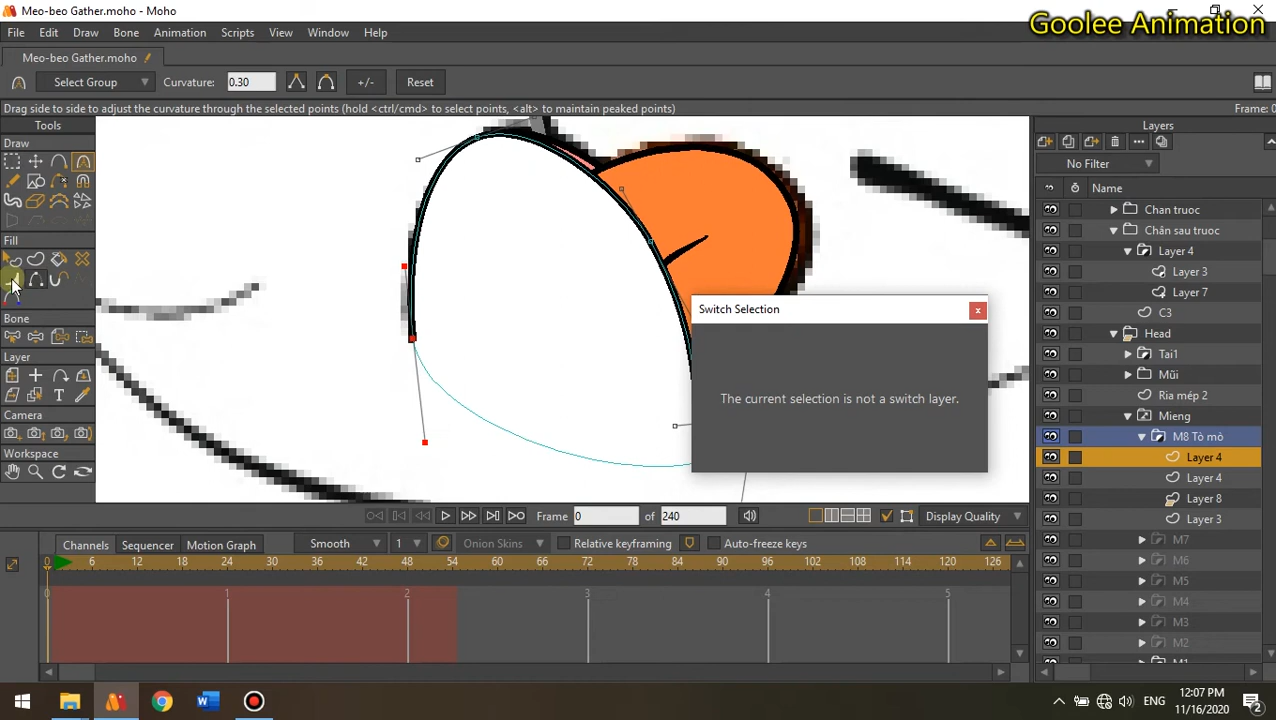 Meo-beo Gather.moho - Moho
Goolee Animation
File Edit Draw Bone Animation Scripts View Window Help
Meo-beo Gather.moho
Select Group Curvature: 0.30 +/- Reset
Drag side to side to adjust the curvature through the selected points (hold <ctrl/cmd> to select points, <alt> to maintain peaked points) Frame: 0
Tools
Draw
Fill
Layer
Camera
Workspace
Switch Selection x
The current selection is not a switch layer.
Layers
No Filter
Name
Chan truoc
Chân sau truoc
Layer 4
Layer 3
Layer 7
C3
Head
Tai1
Mũi
Ria mép 2
Mieng
M8 Tò mò
Layer 4
Layer 4
Layer 8
Layer 3
M7
M6
M5
M4
M3
M2
Frame 0 of 240 Display Quality
Channels Sequencer Motion Graph Smooth 1 Onion Skins Relative keyframing Auto-freeze keys
0 6 12 18 24 30 36 42 48 54 60 66 72 78 84 90 96 102 108 114 120 126
0 1 2 3 4 5
ENG
12:07 PM
11/16/2020
2